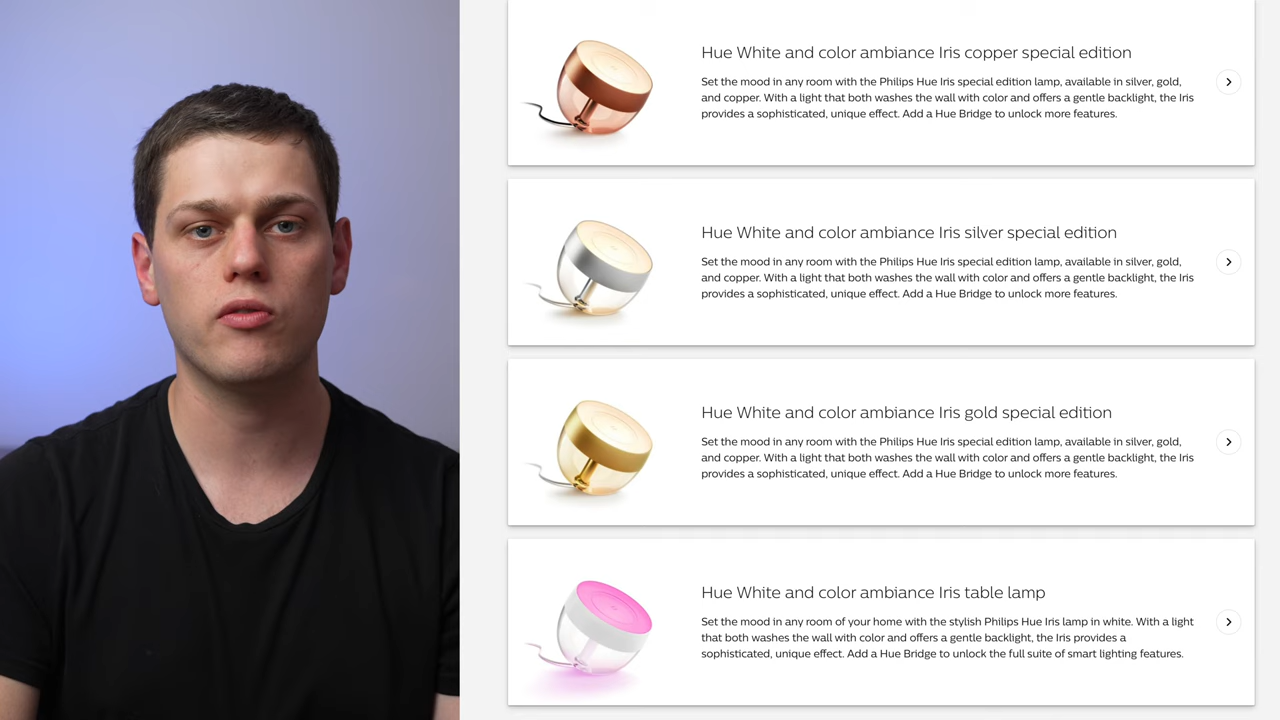 Hue White and color ambiance Iris copper special edition
Set the mood in any room with the Philips Hue Iris special edition lamp, available in silver, gold,
and copper. With a light that both washes the wall with color and offers a gentle backlight, the Iris
provides a sophisticated, unique effect. Add a Hue Bridge to unlock more features.
Hue White and color ambiance Iris silver special edition
Set the mood in any room with the Philips Hue Iris special edition lamp, available in silver, gold,
and copper. With a light that both washes the wall with color and offers a gentle backlight, the Iris
provides a sophisticated, unique effect. Add a Hue Bridge to unlock more features.
Hue White and color ambiance Iris gold special edition
Set the mood in any room with the Philips Hue Iris special edition lamp, available in silver, gold,
and copper. With a light that both washes the wall with color and offers a gentle backlight, the Iris
provides a sophisticated, unique effect. Add a Hue Bridge to unlock more features.
Hue White and color ambiance Iris table lamp
Set the mood in any room of your home with the stylish Philips Hue Iris lamp in white. With a light
that both washes the wall with color and offers a gentle backlight, the Iris provides a
sophisticated, unique effect. Add a Hue Bridge to unlock the full suite of smart lighting features.